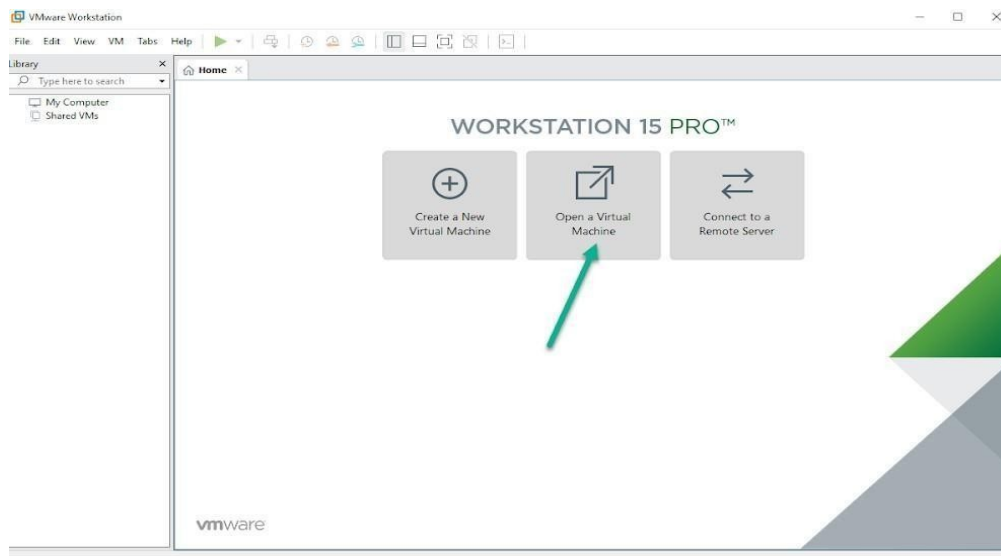 VMware Workstation
File Edit View VM Tabs Help
Library
Type here to search
My Computer
Shared VMs
Home
WORKSTATION 15 PRO™
Create a New
Virtual Machine
Open a Virtual
Machine
Connect to a
Remote Server
vmware